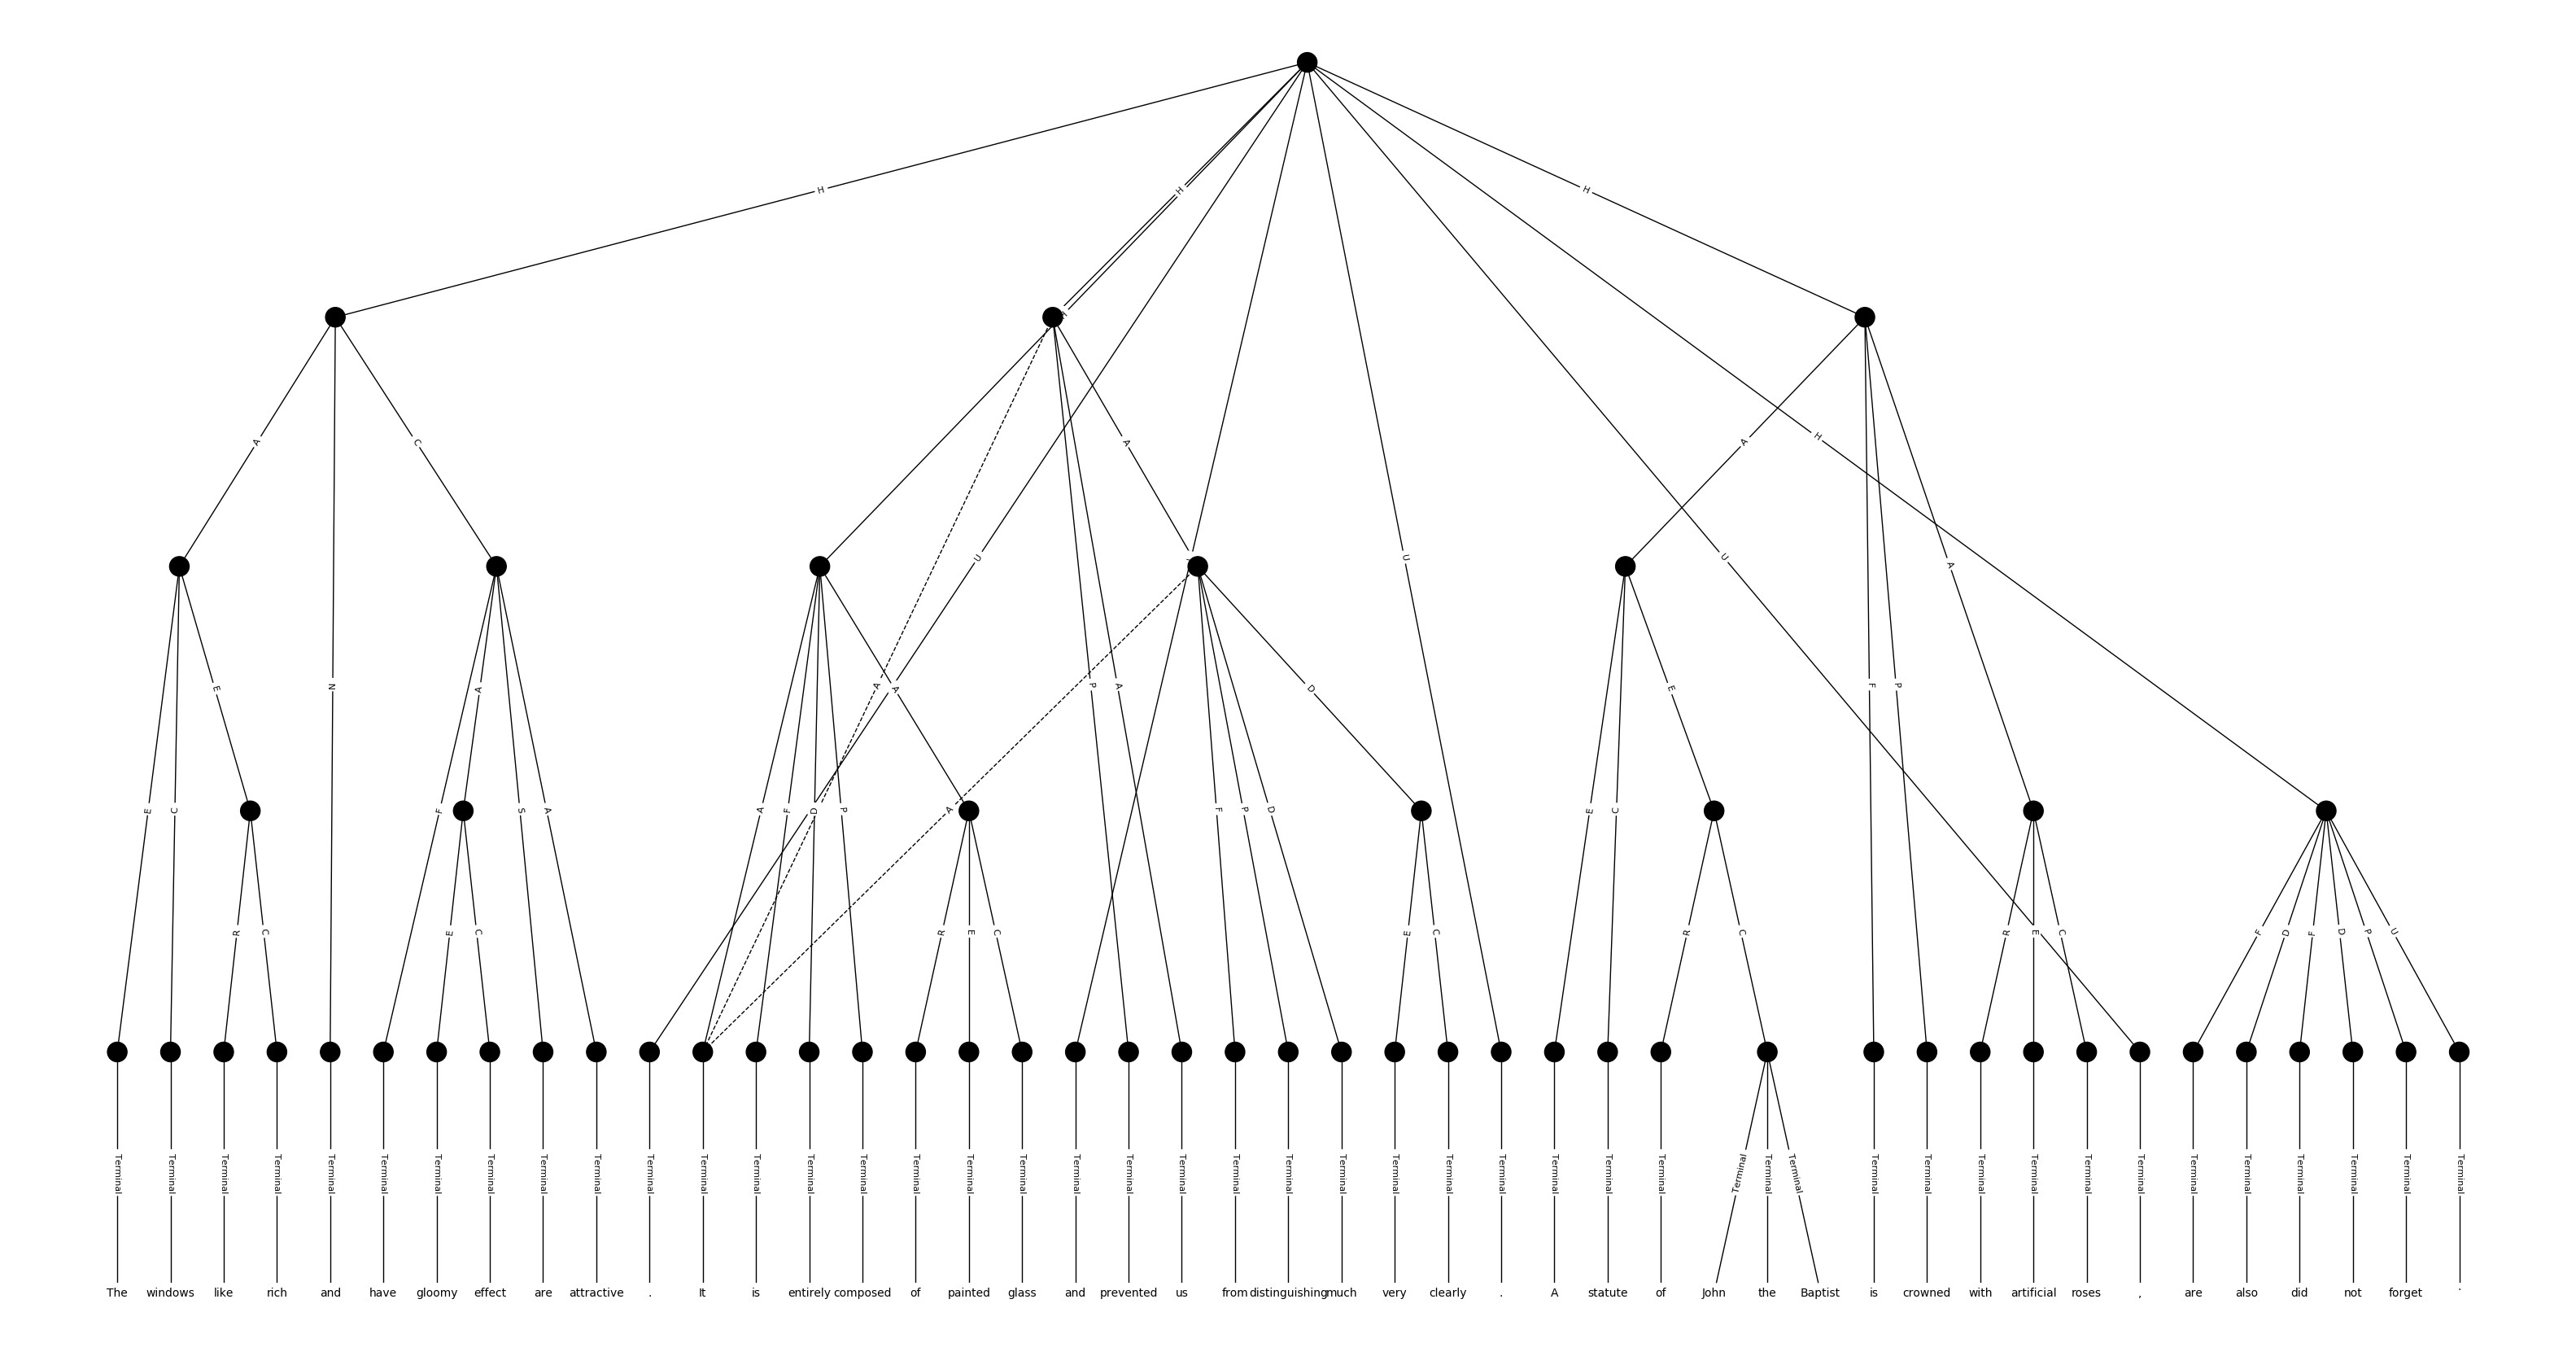 H H H
H
A C A A H
U U U
N E A P A A A F P D A
E C F S A A F D P A F P D E C E
R C E C R E C E C R C R E C F D F D P U
Terminal Terminal Terminal Terminal Terminal Terminal Terminal Terminal Terminal Terminal Terminal Terminal Terminal Terminal Terminal Terminal Terminal Terminal Terminal Terminal Terminal Terminal Terminal Terminal Terminal Terminal Terminal Terminal Terminal Terminal Terminal Terminal Terminal Terminal Terminal Terminal Terminal Terminal Terminal Terminal Terminal Terminal Terminal Terminal Terminal
The windows like rich and have gloomy effect are attractive . It is entirely composed of painted glass and prevented us from distinguishing much very clearly . A statute of John the Baptist is crowned with artificial roses , are also did not forget .